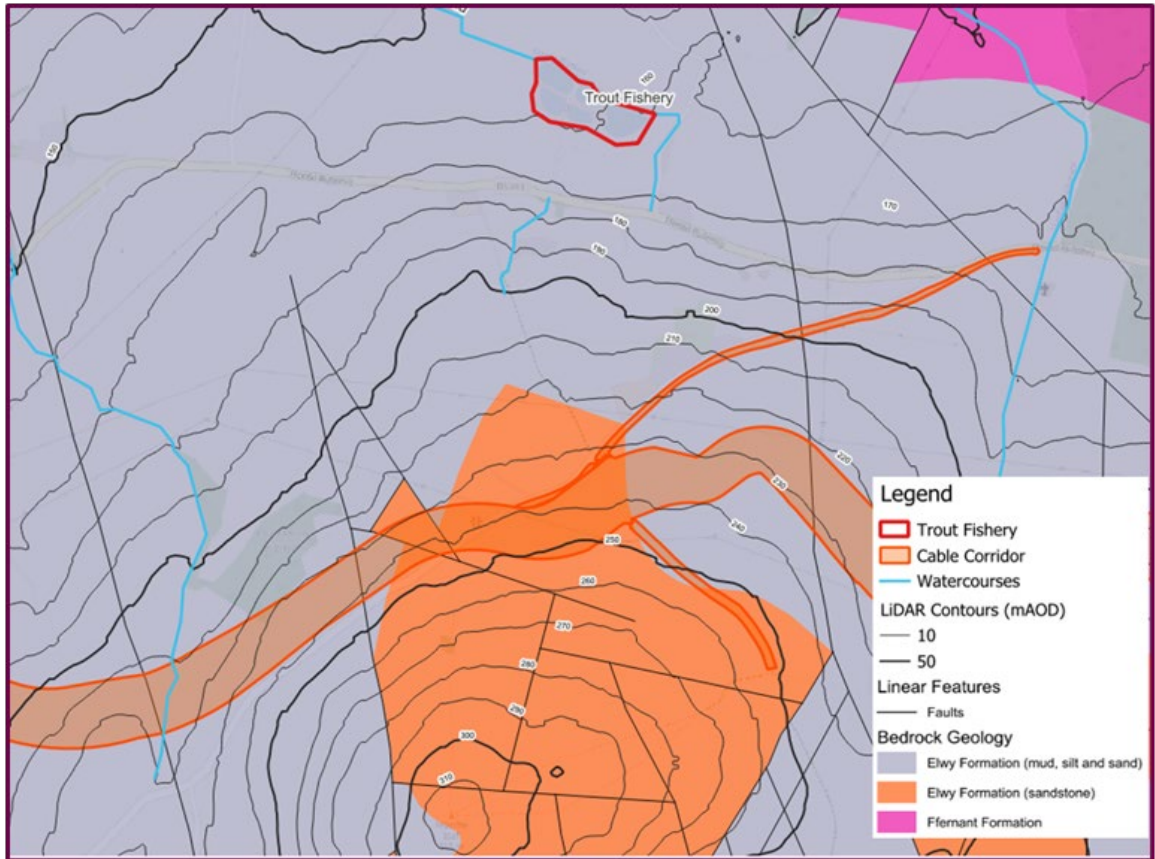 160
Trout Fishery
150
B5381
170
180
190
200
210
220
230
240
250
260
270
280
290
300
310
Legend
Trout Fishery
Cable Corridor
Watercourses
LiDAR Contours (mAOD)
10
50
Linear Features
Faults
Bedrock Geology
Elwy Formation (mud, silt and sand)
Elwy Formation (sandstone)
Ffernant Formation